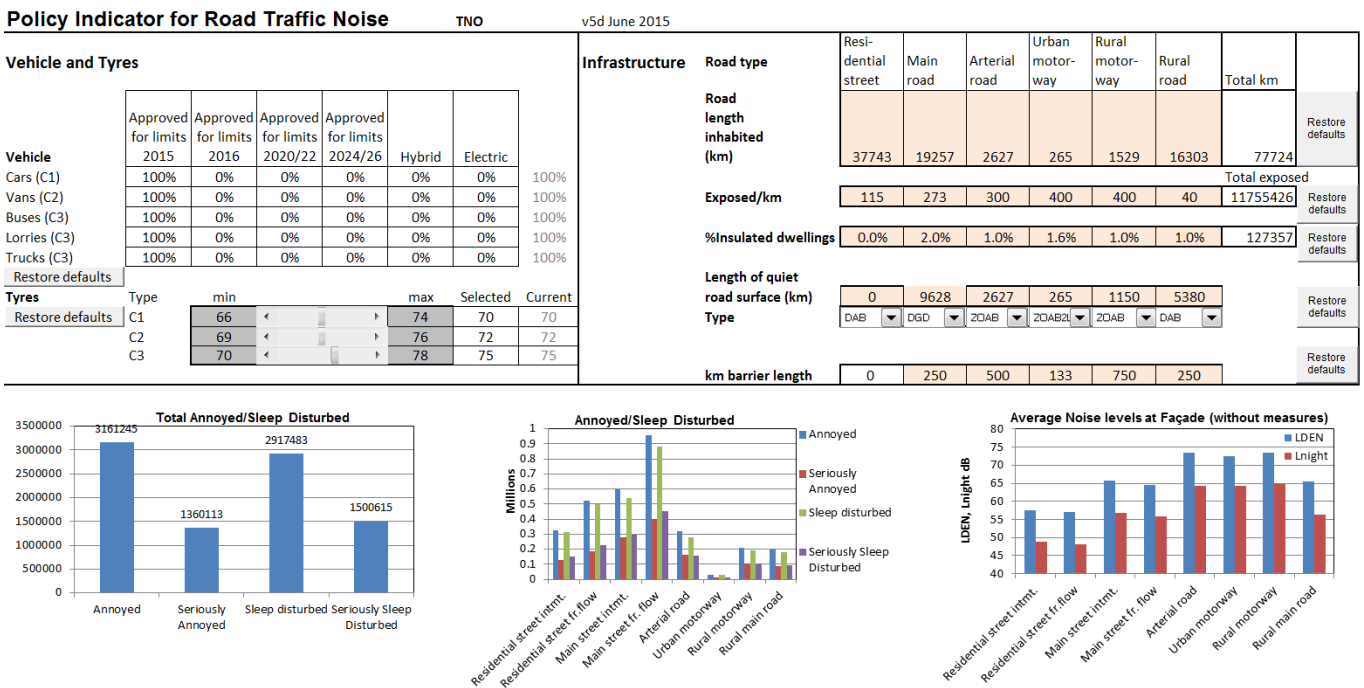 Policy Indicator for Road Traffic Noise TNO v5d June 2015
Vehicle and Tyres
Approved for limits 2015 Approved for limits 2016 Approved for limits 2020/22 Approved for limits 2024/26 Hybrid Electric
Vehicle
Cars (C1) 100% 0% 0% 0% 0% 0% 100%
Vans (C2) 100% 0% 0% 0% 0% 0% 100%
Buses (C3) 100% 0% 0% 0% 0% 0% 100%
Lorries (C3) 100% 0% 0% 0% 0% 0% 100%
Trucks (C3) 100% 0% 0% 0% 0% 0% 100%
Restore defaults
Tyres Type min max Selected Current
Restore defaults C1 66 74 70 70
C2 69 76 72 72
C3 70 78 75 75
Infrastructure Road type Resi-dential street Main road Arterial road Urban motor-way Rural motor-way Rural road Total km
Road
length
inhabited
(km) 37743 19257 2627 265 1529 16303 77724
Restore defaults
Total exposed
Exposed/km 115 273 300 400 400 40 11755426
Restore defaults
%Insulated dwellings 0.0% 2.0% 1.0% 1.6% 1.0% 1.0% 127357
Restore defaults
Length of quiet
road surface (km) 0 9628 2627 265 1150 5380
Restore defaults
Type DAB DGD ZOAB ZOAB2L ZOAB DAB
km barrier length 0 250 500 133 750 250
Restore defaults
Total Annoyed/Sleep Disturbed
3500000
3000000
2500000
2000000
1500000
1000000
500000
0
3161245
1360113
2917483
1500615
Annoyed
Seriously Annoyed
Sleep disturbed
Seriously Sleep Disturbed
Annoyed/Sleep Disturbed
Millions
1
0.9
0.8
0.7
0.6
0.5
0.4
0.3
0.2
0.1
0
Residential street intmt.
Residential street fr.flow
Main street intmt.
Main street fr. flow
Arterial road
Urban motorway
Rural motorway
Rural main road
Annoyed
Seriously Annoyed
Sleep disturbed
Seriously Sleep Disturbed
Average Noise levels at Façade (without measures)
LDEN, Lnight dB
80
75
70
65
60
55
50
45
40
LDEN
Lnight
Residential street intmt.
Residential street fr.flow
Main street intmt.
Main street fr. flow
Arterial road
Urban motorway
Rural motorway
Rural main road